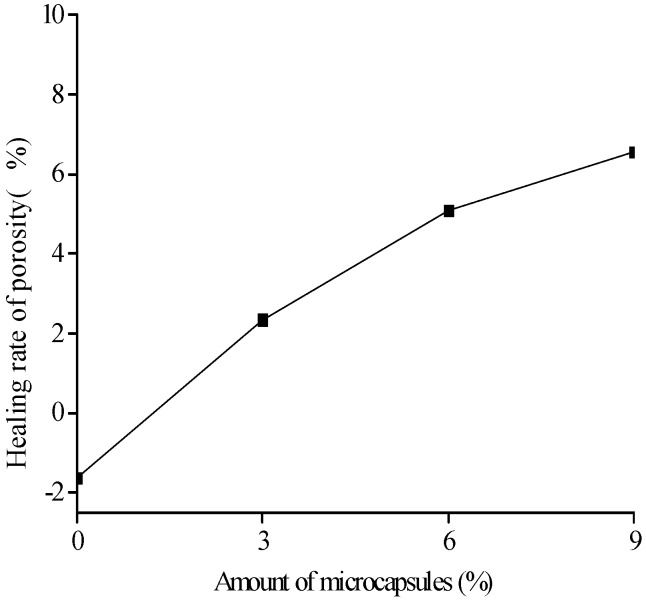 10
8
6
4
2
0
-2
Healing rate of porosity( %)
0 3 6 9
Amount of microcapsules (%)